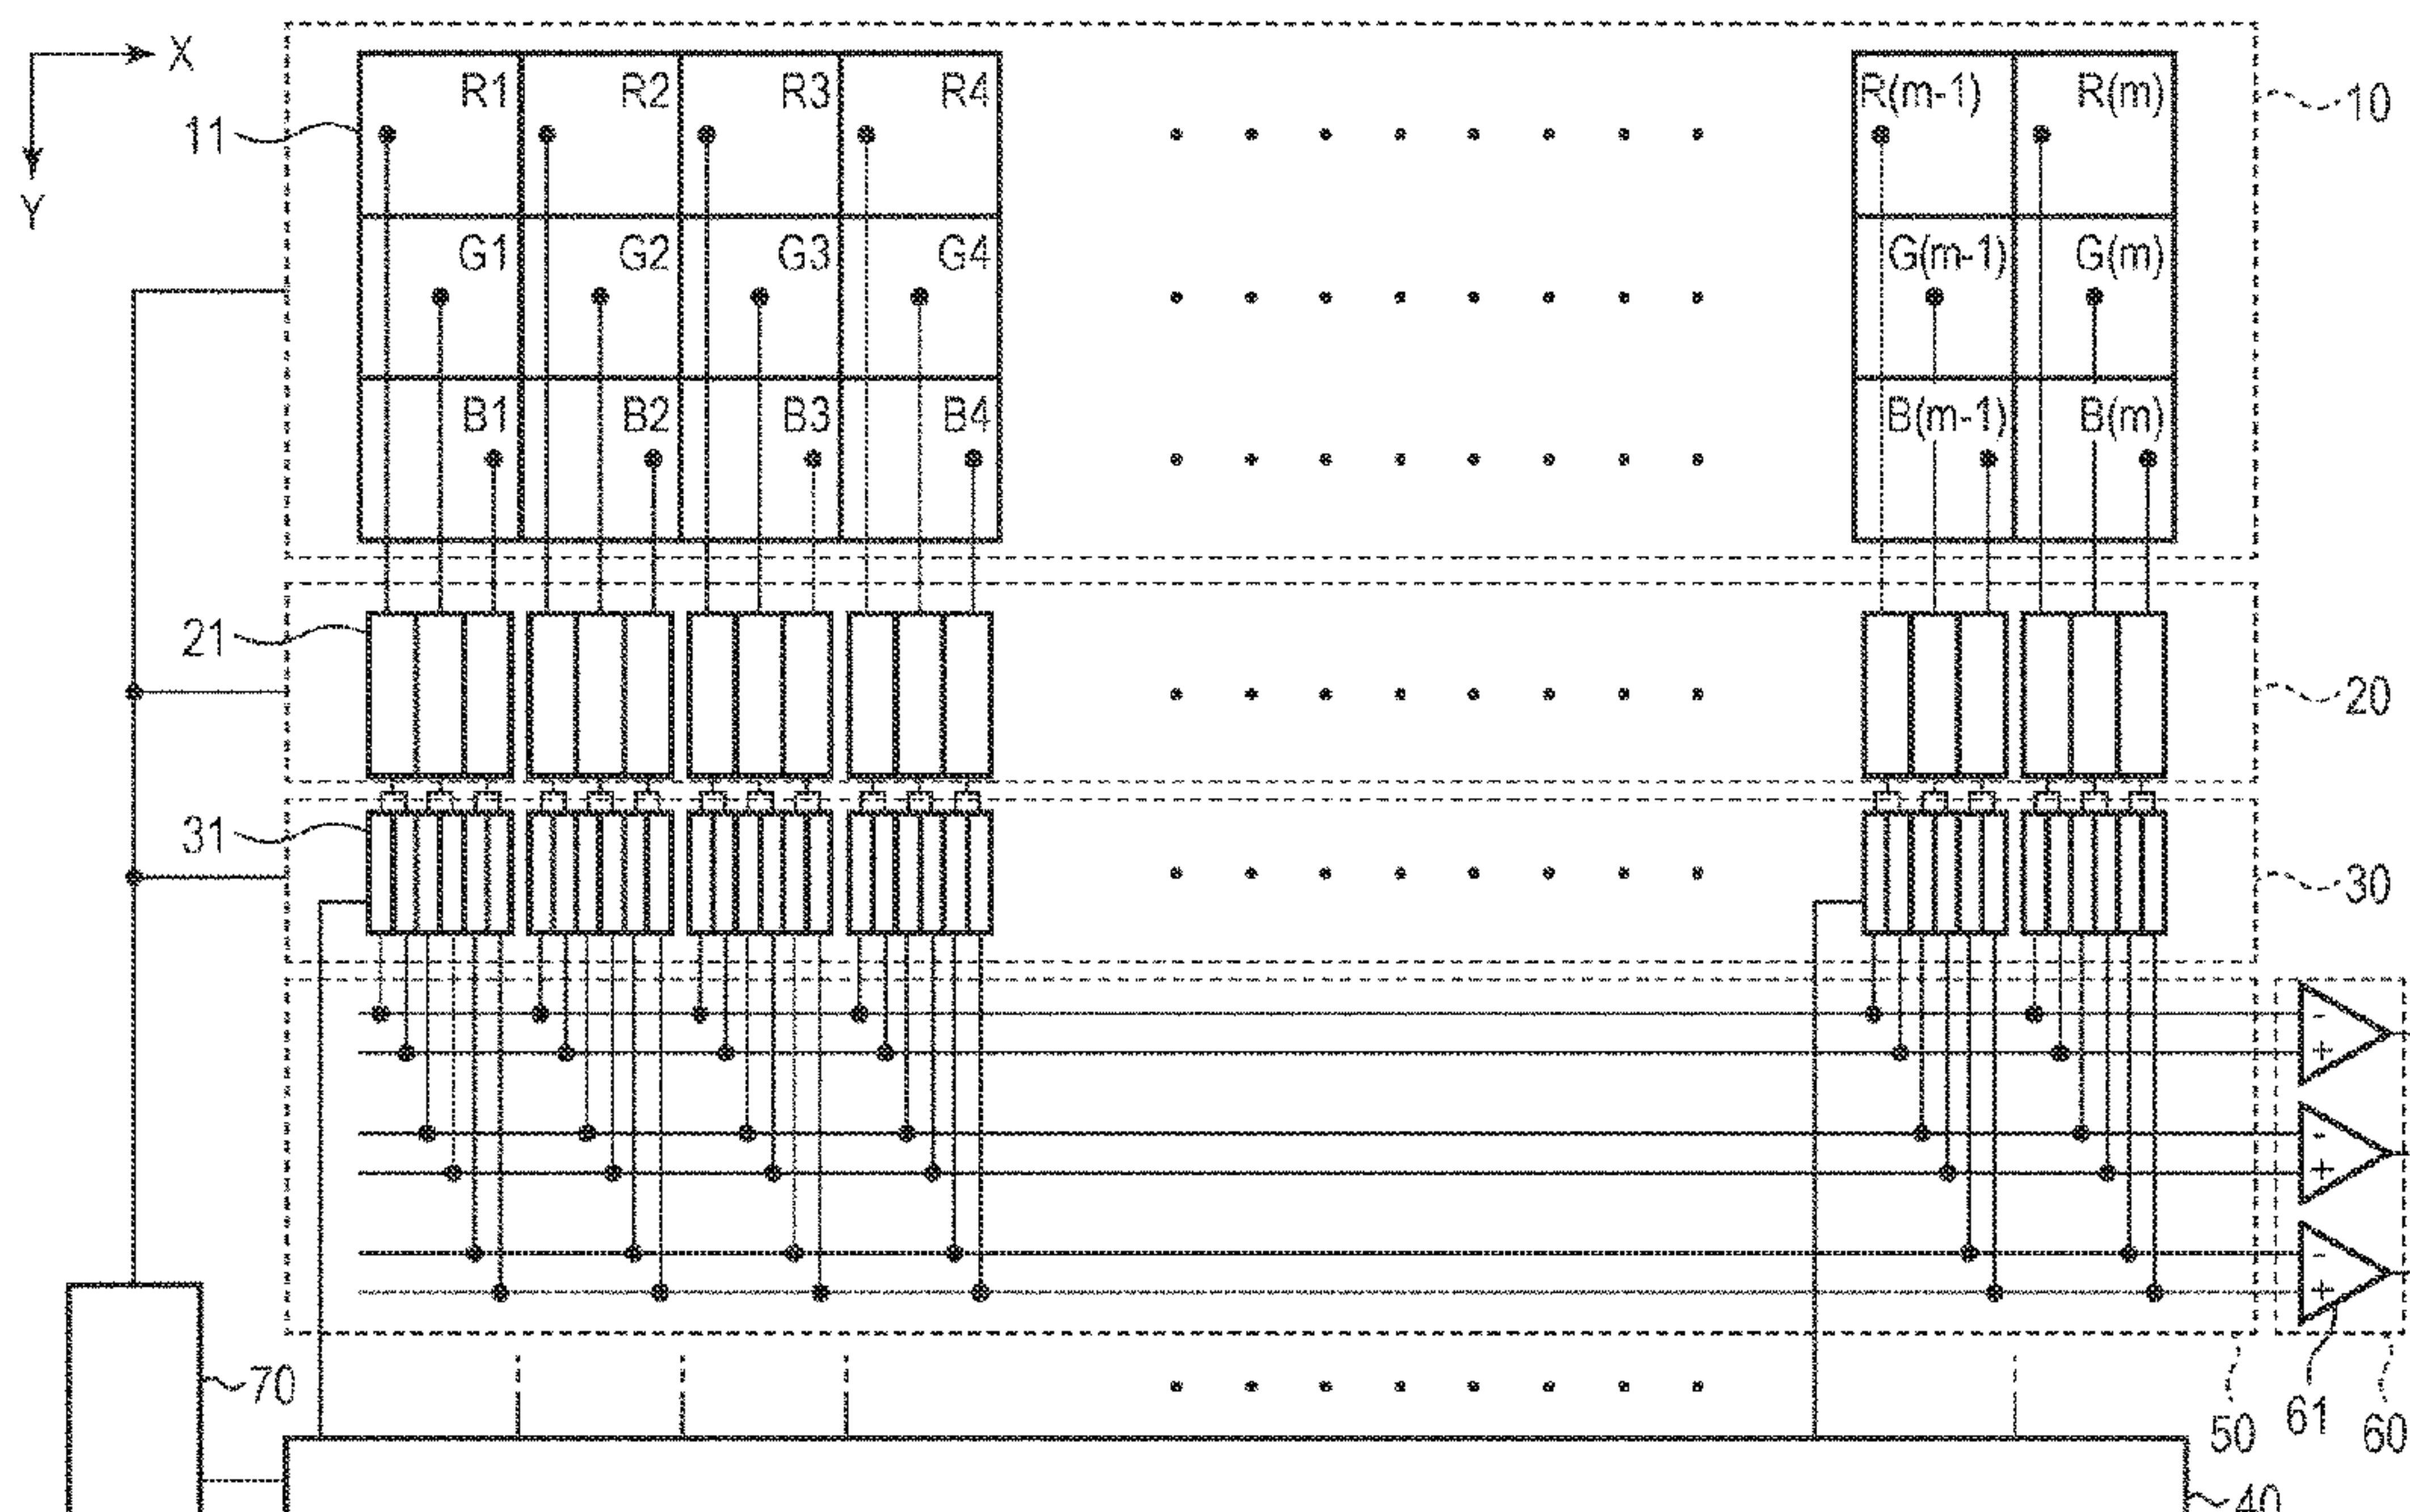 X
R1 R2 R3 R4 R(m-1) R(m) 10
11
Y
G1 G2 G3 G4 G(m-1) G(m)
B1 B2 B3 B4 B(m-1) B(m)
21
20
31
30
-
+
-
+
-
+
70
50 61 60
40